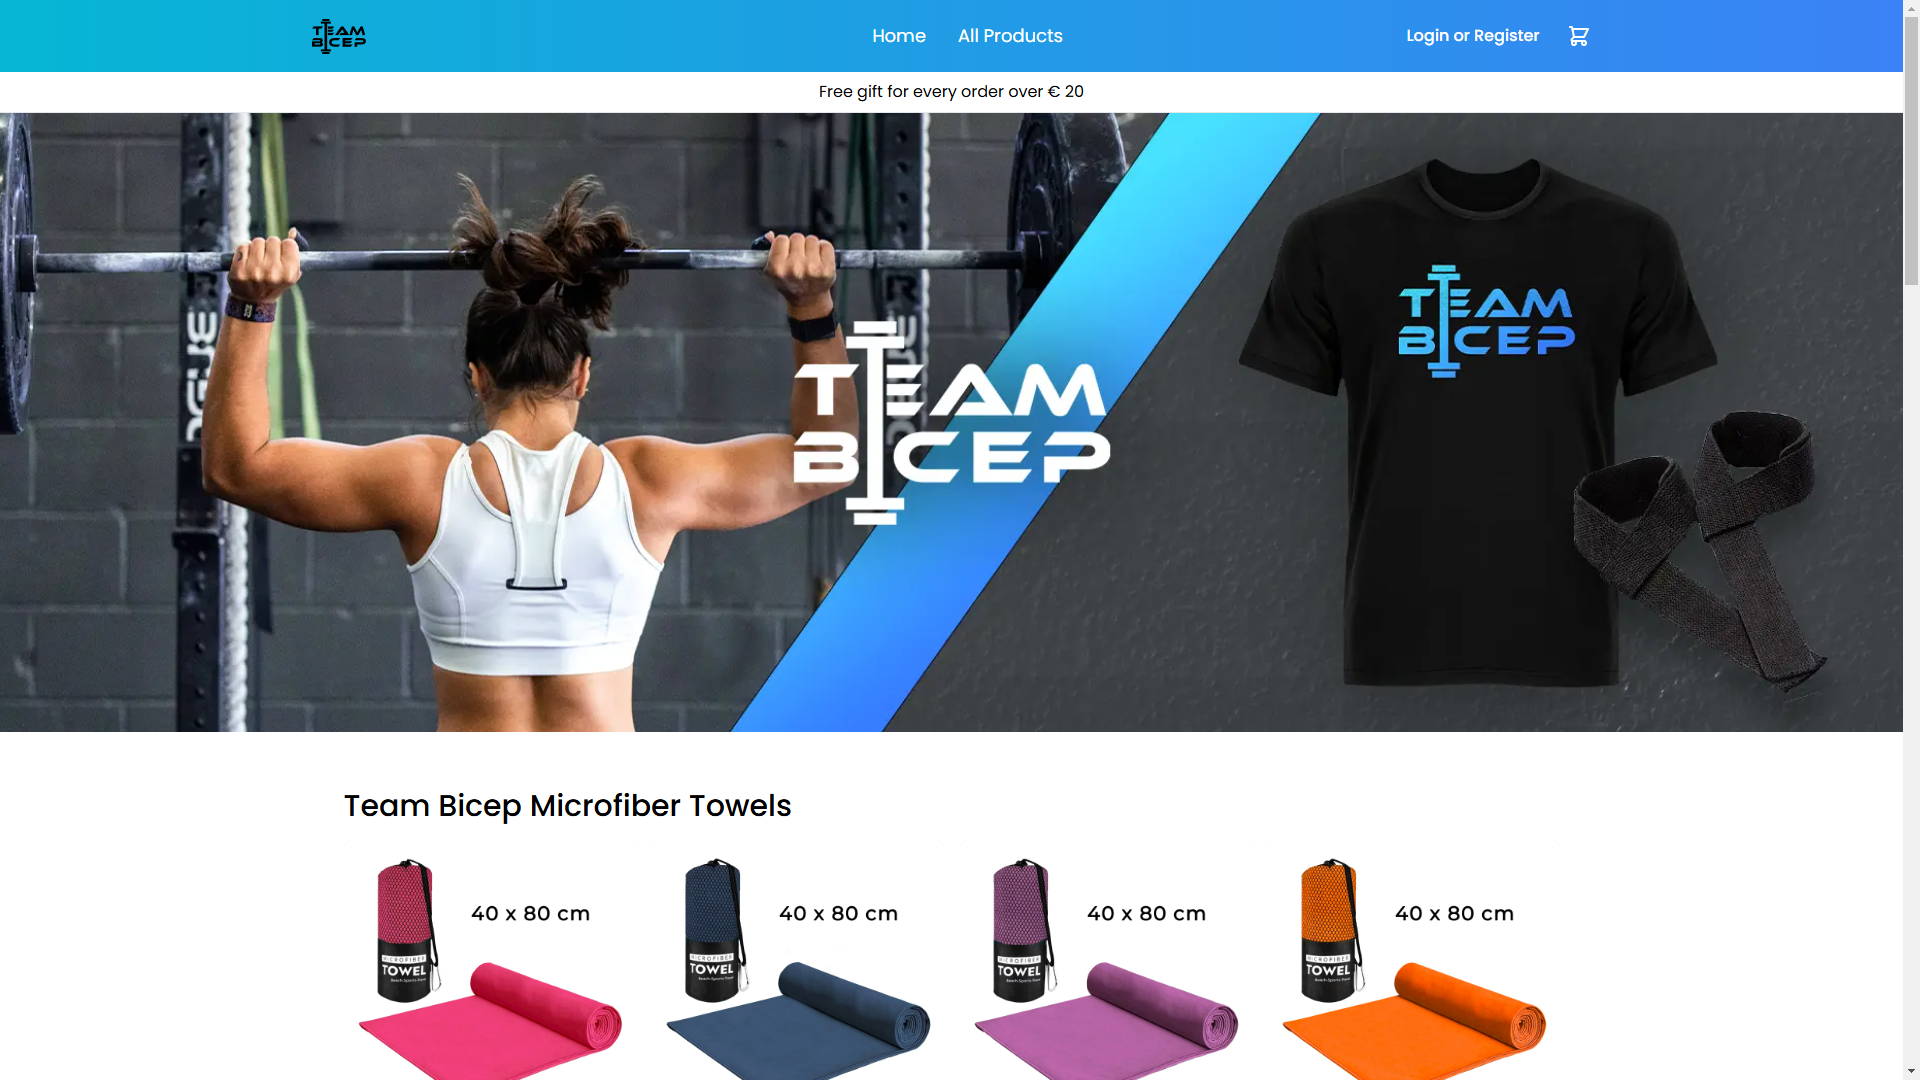 TEAM
BICEP
Home
All Products
Login or Register
Free gift for every order over € 20
TEAM
BICEP
TEAM
BICEP
Team Bicep Microfiber Towels
40 x 80 cm
40 x 80 cm
40 x 80 cm
40 x 80 cm
MICROFIBER
TOWEL
MICROFIBER
TOWEL
MICROFIBER
TOWEL
MICROFIBER
TOWEL